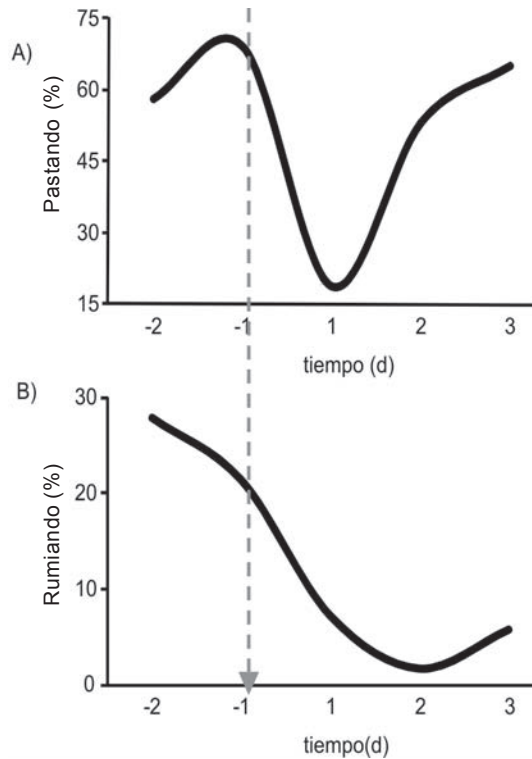 A)
Pastando (%)
75
60
45
30
15
-2 -1 1 2 3
tiempo (d)
B)
Rumiando (%)
30
20
10
0
-2 -1 1 2 3
tiempo(d)